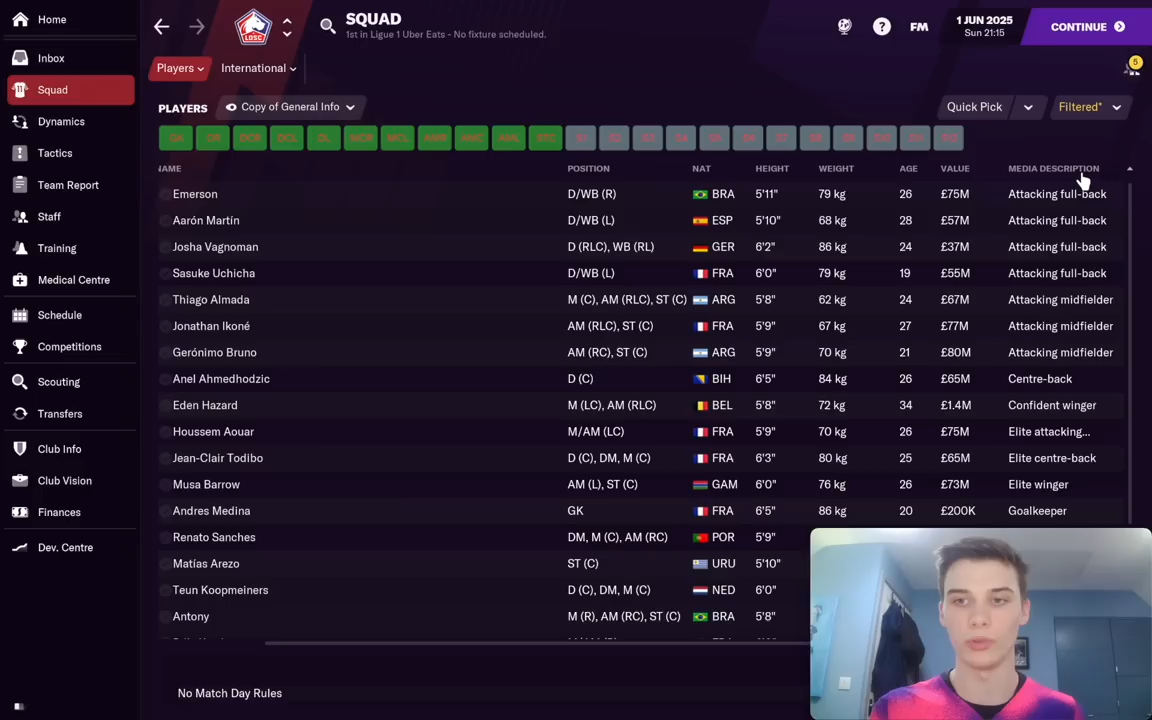 Home
Inbox
Squad
Dynamics
Tactics
Team Report
Staff
Training
Medical Centre
Schedule
Competitions
Scouting
Transfers
Club Info
Club Vision
Finances
Dev. Centre
LOSC
SQUAD
1st in Ligue 1 Uber Eats - No fixture scheduled.
?
FM
1 JUN 2025
Sun 21:15
CONTINUE
Players
International
5
PLAYERS
Copy of General Info
Quick Pick
Filtered*
NAME POSITION NAT HEIGHT WEIGHT AGE VALUE MEDIA DESCRIPTION
Emerson D/WB (R) BRA 5'11" 79 kg 26 £75M Attacking full-back
Aarón Martín D/WB (L) ESP 5'10" 68 kg 28 £57M Attacking full-back
Josha Vagnoman D (RLC), WB (RL) GER 6'2" 86 kg 24 £37M Attacking full-back
Sasuke Uchicha D/WB (L) FRA 6'0" 79 kg 19 £55M Attacking full-back
Thiago Almada M (C), AM (RLC), ST (C) ARG 5'8" 62 kg 24 £67M Attacking midfielder
Jonathan Ikoné AM (RLC), ST (C) FRA 5'9" 67 kg 27 £77M Attacking midfielder
Gerónimo Bruno AM (RC), ST (C) ARG 5'9" 70 kg 21 £80M Attacking midfielder
Anel Ahmedhodzic D (C) BIH 6'5" 84 kg 26 £65M Centre-back
Eden Hazard M (LC), AM (RLC) BEL 5'8" 72 kg 34 £1.4M Confident winger
Houssem Aouar M/AM (LC) FRA 5'9" 70 kg 26 £75M Elite attacking...
Jean-Clair Todibo D (C), DM, M (C) FRA 6'3" 80 kg 25 £65M Elite centre-back
Musa Barrow AM (L), ST (C) GAM 6'0" 76 kg 26 £73M Elite winger
Andres Medina GK FRA 6'5" 86 kg 20 £200K Goalkeeper
Renato Sanches DM, M (C), AM (RC) POR 5'9"
Matías Arezo ST (C) URU 5'10"
Teun Koopmeiners D (C), DM, M (C) NED 6'0"
Antony M (R), AM (RC), ST (C) BRA 5'8"
No Match Day Rules